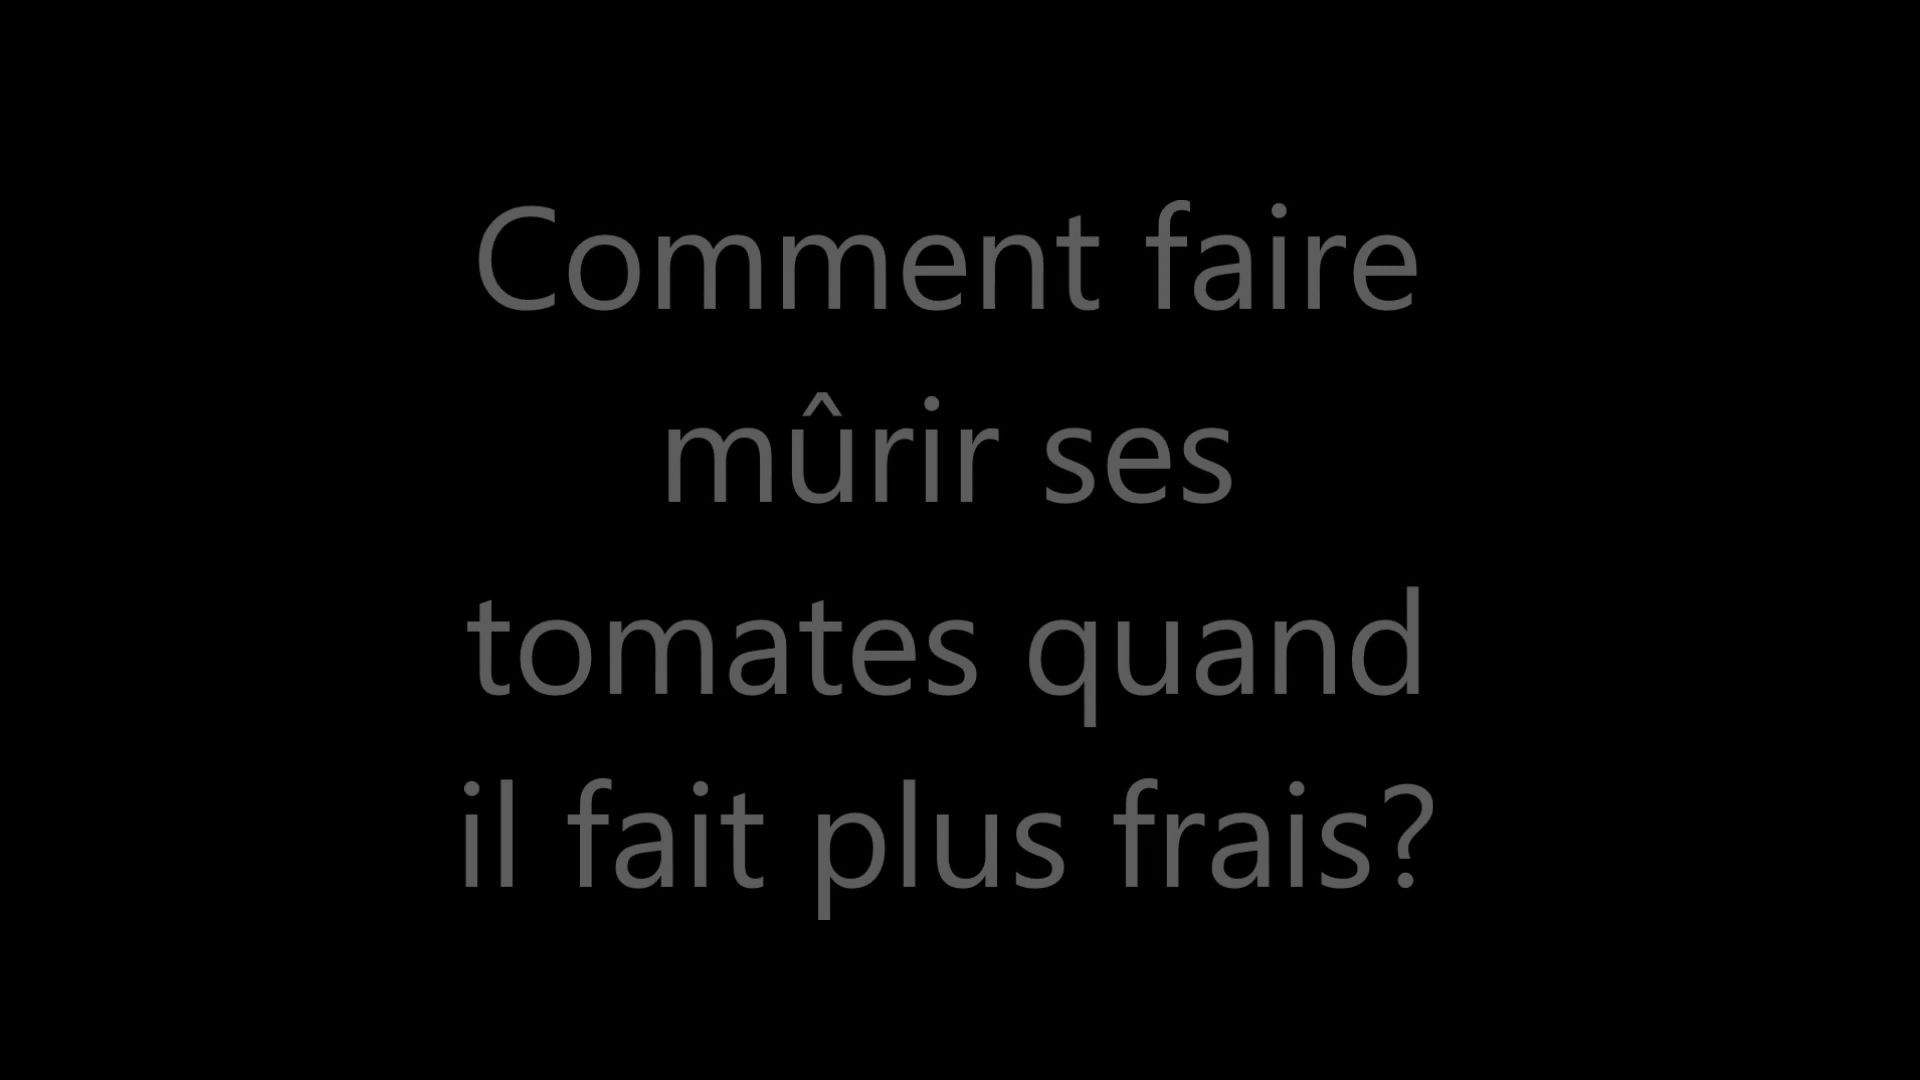 Comment faire
mûrir ses
tomates quand
il fait plus frais?